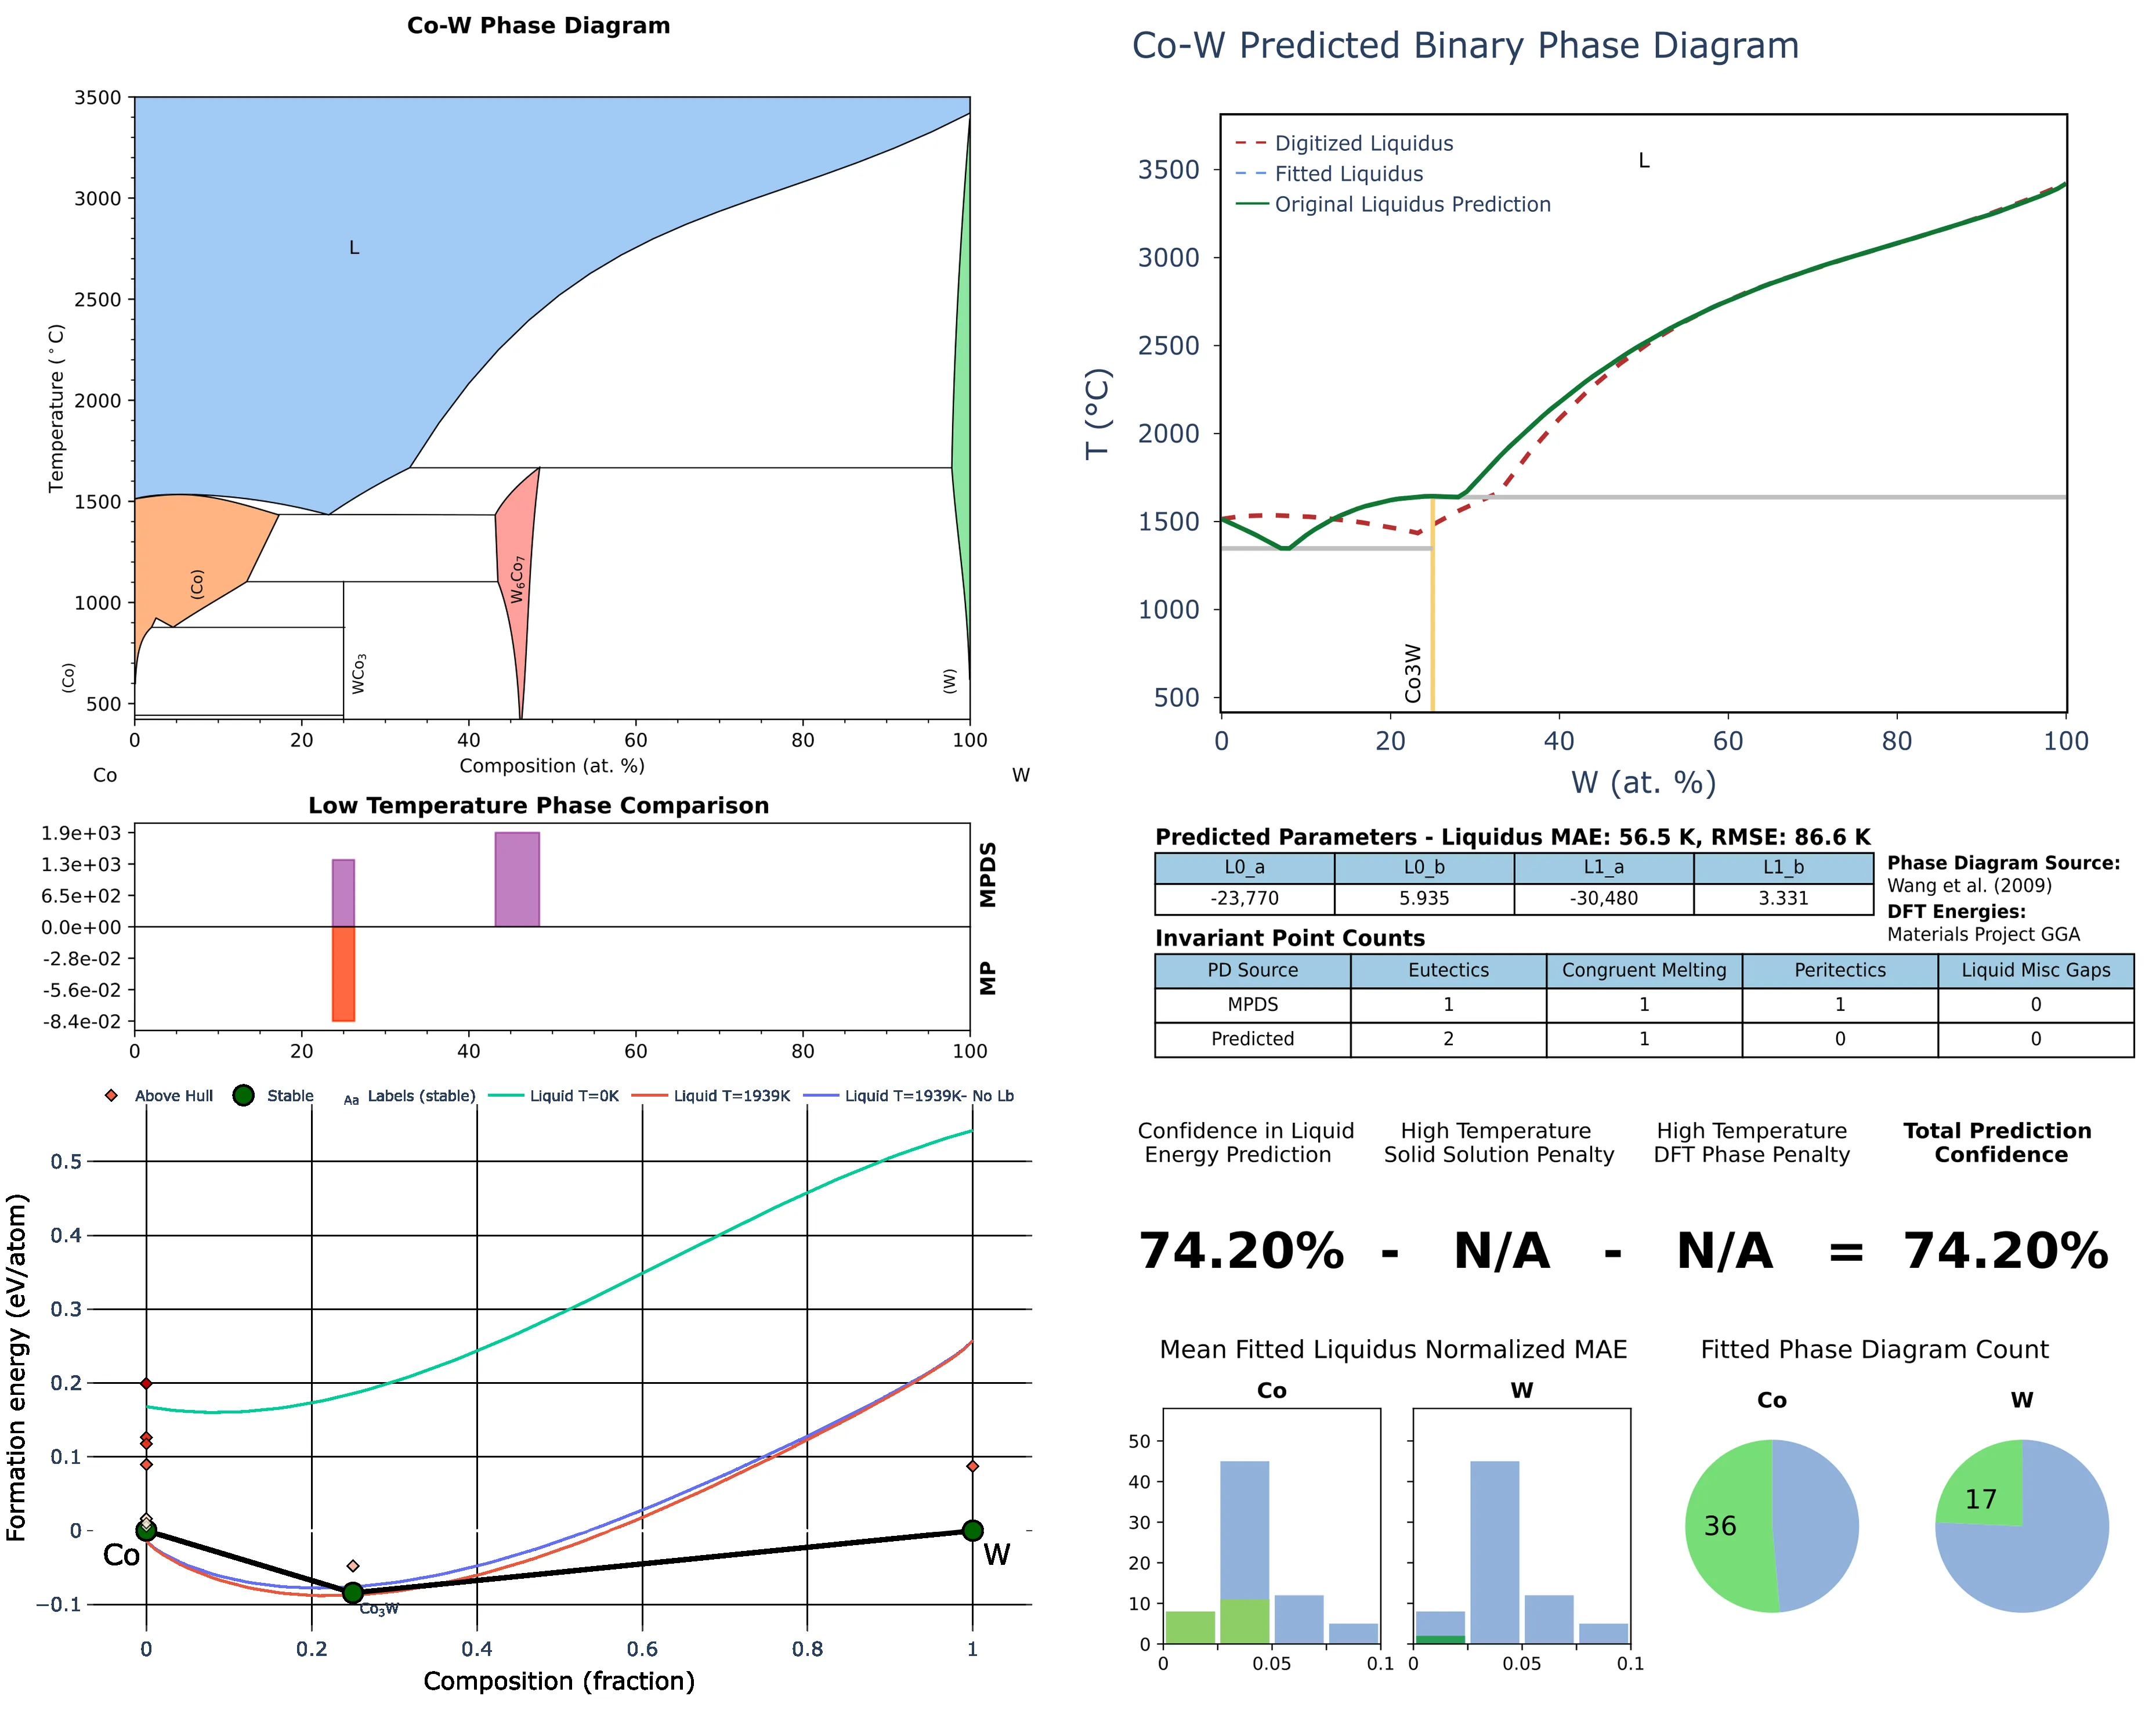 Co-W Phase Diagram
3500
3000
2500
2000
1500
1000
500
Temperature (°C)
L
(Co)
(Co)
WCo₃
W₆Co₇
(W)
0 20 40 60 80 100
Composition (at. %)
Co W
Low Temperature Phase Comparison
1.9e+03
1.3e+03
6.5e+02
0.0e+00
-2.8e-02
-5.6e-02
-8.4e-02
MPDS
MP
0 20 40 60 80 100
Above Hull Stable Aa Labels (stable) Liquid T=0K Liquid T=1939K Liquid T=1939K- No Lb
0.5
0.4
0.3
0.2
0.1
0
−0.1
Formation energy (eV/atom)
Co
Co₃W
W
0 0.2 0.4 0.6 0.8 1
Composition (fraction)
Co-W Predicted Binary Phase Diagram
Digitized Liquidus
Fitted Liquidus
Original Liquidus Prediction
L
3500
3000
2500
2000
1500
1000
500
T (°C)
Co3W
0 20 40 60 80 100
W (at. %)
Predicted Parameters - Liquidus MAE: 56.5 K, RMSE: 86.6 K
L0_a L0_b L1_a L1_b
-23,770 5.935 -30,480 3.331
Phase Diagram Source:
Wang et al. (2009)
DFT Energies:
Materials Project GGA
Invariant Point Counts
PD Source Eutectics Congruent Melting Peritectics Liquid Misc Gaps
MPDS 1 1 1 0
Predicted 2 1 0 0
Confidence in Liquid
Energy Prediction
High Temperature
Solid Solution Penalty
High Temperature
DFT Phase Penalty
Total Prediction
Confidence
74.20% - N/A - N/A = 74.20%
Mean Fitted Liquidus Normalized MAE
Co W
50
40
30
20
10
0
0 0.05 0.1
0 0.05 0.1
Fitted Phase Diagram Count
Co W
36
17